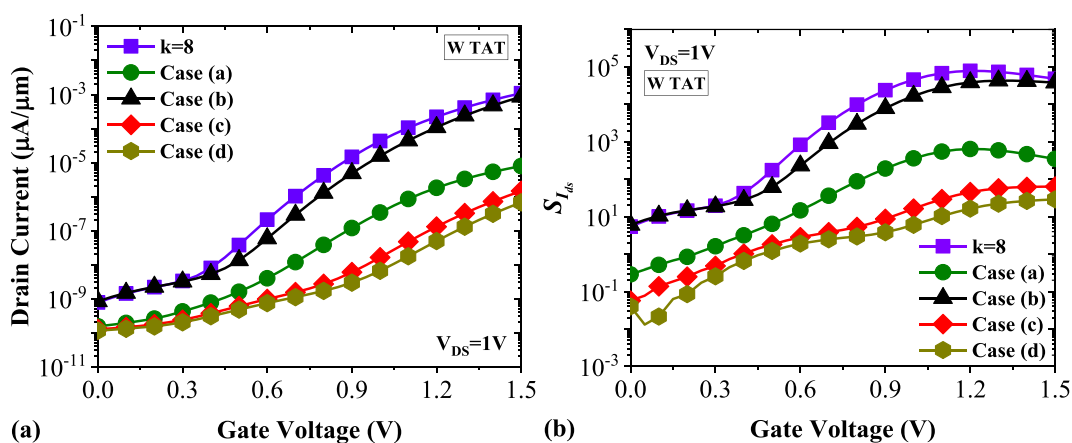 10^-1
10^-3
10^-5
10^-7
10^-9
10^-11
Drain Current (μA/μm)
W TAT
k=8
Case (a)
Case (b)
Case (c)
Case (d)
V_DS=1V
0.0 0.3 0.6 0.9 1.2 1.5
(a) Gate Voltage (V)
10^5
10^3
10^1
10^-1
10^-3
S_I_ds
V_DS=1V
W TAT
k=8
Case (a)
Case (b)
Case (c)
Case (d)
0.0 0.3 0.6 0.9 1.2 1.5
(b) Gate Voltage (V)